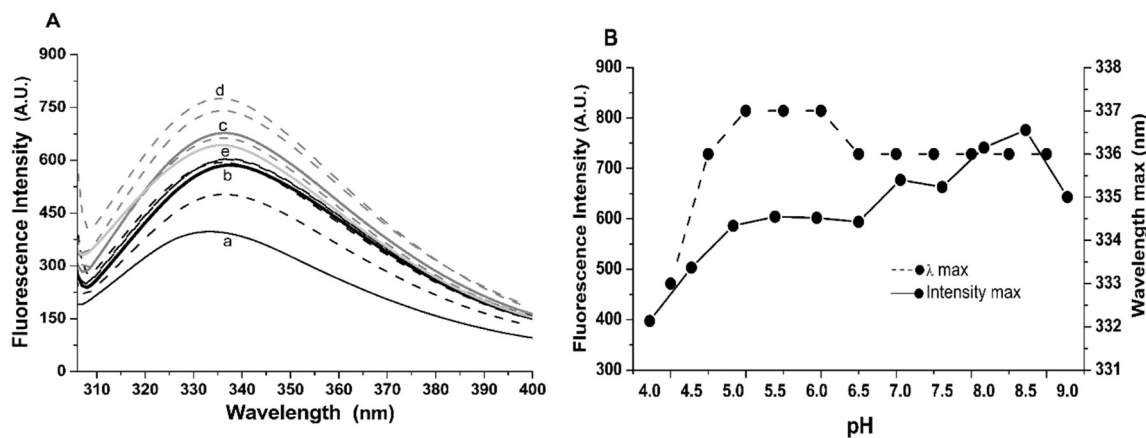 A
Fluorescence Intensity (A.U.)
900
750
600
450
300
150
0
d
c
e
b
a
310 320 330 340 350 360 370 380 390 400
Wavelength (nm)
B
Fluorescence Intensity (A.U.)
900
800
700
600
500
400
300
338
337
336
335
334
333
332
331
Wavelength max (nm)
λ max
Intensity max
4.0 4.5 5.0 5.5 6.0 6.5 7.0 7.5 8.0 8.5 9.0
pH